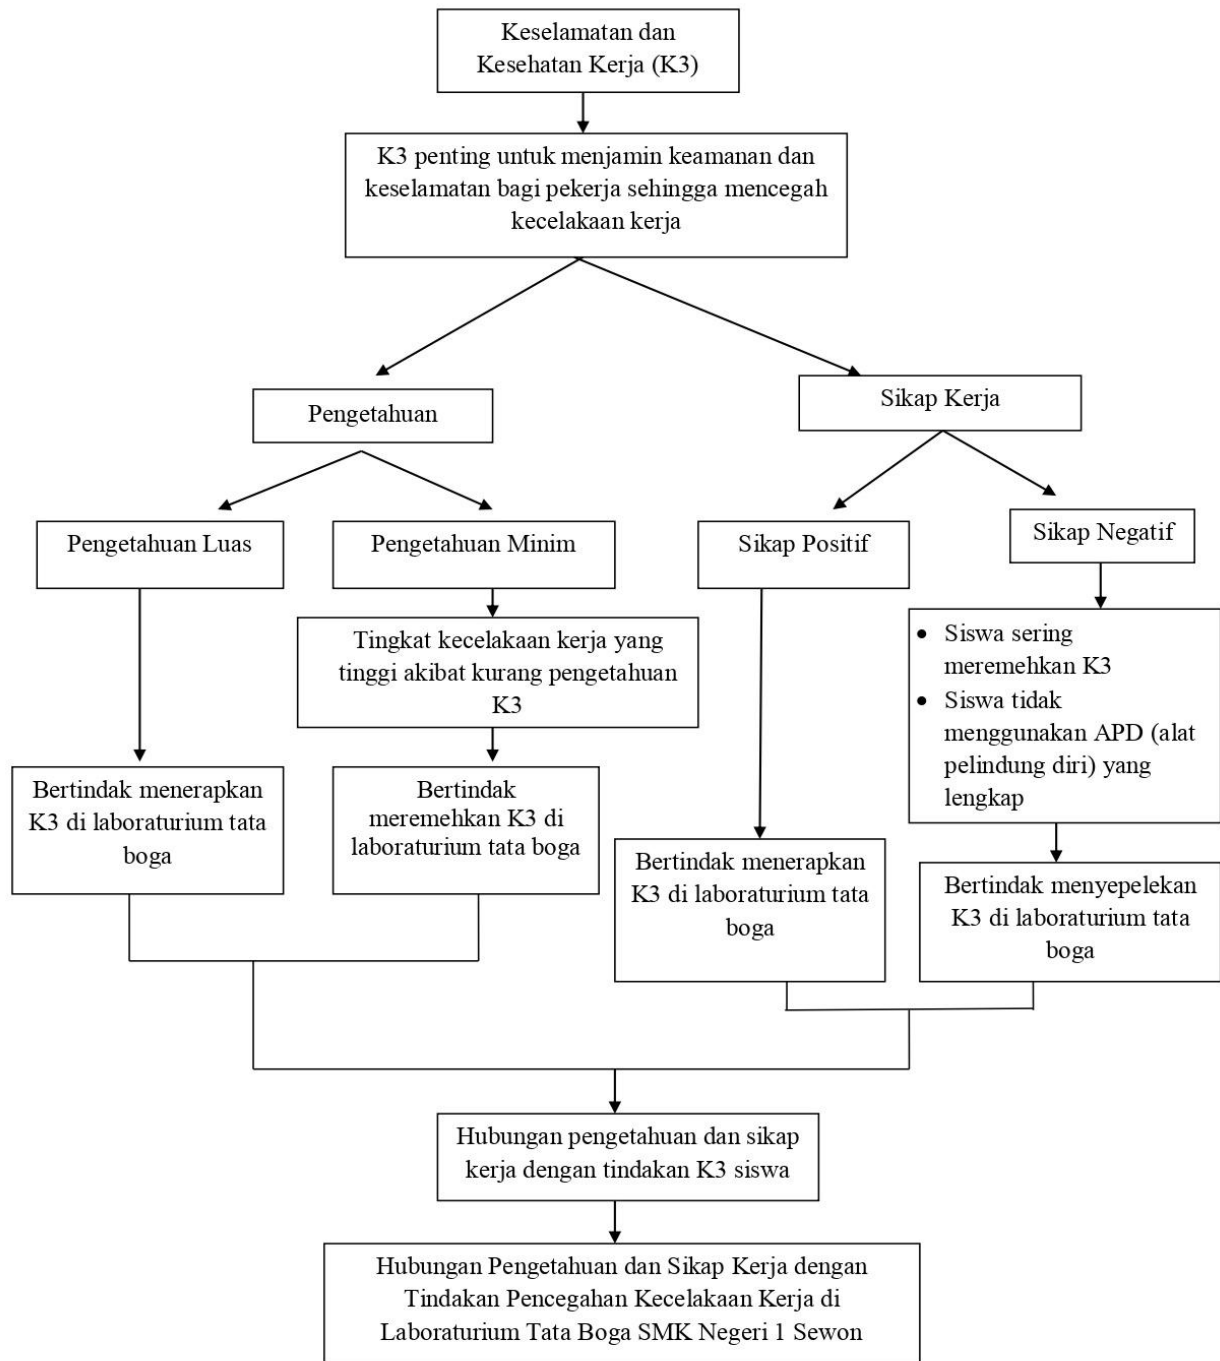 Keselamatan dan
Kesehatan Kerja (K3)
K3 penting untuk menjamin keamanan dan
keselamatan bagi pekerja sehingga mencegah
kecelakaan kerja
Pengetahuan
Sikap Kerja
Pengetahuan Luas
Pengetahuan Minim
Sikap Positif
Sikap Negatif
Tingkat kecelakaan kerja yang
tinggi akibat kurang pengetahuan
K3
• Siswa sering
meremehkan K3
• Siswa tidak
menggunakan APD (alat
pelindung diri) yang
lengkap
Bertindak menerapkan
K3 di laboraturium tata
boga
Bertindak
meremehkan K3 di
laboraturium tata boga
Bertindak menerapkan
K3 di laboraturium tata
boga
Bertindak menyepelekan
K3 di laboraturium tata
boga
Hubungan pengetahuan dan sikap
kerja dengan tindakan K3 siswa
Hubungan Pengetahuan dan Sikap Kerja dengan
Tindakan Pencegahan Kecelakaan Kerja di
Laboraturium Tata Boga SMK Negeri 1 Sewon